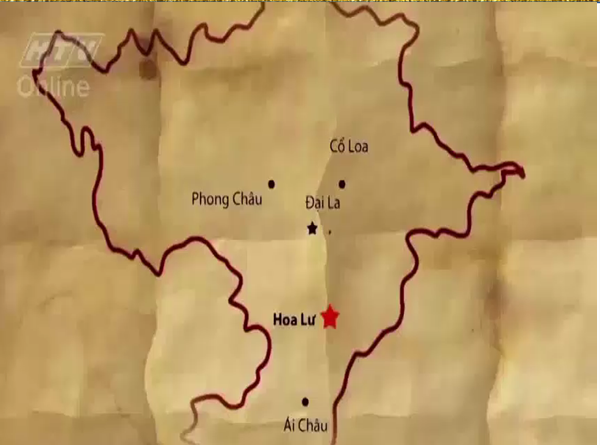 HTV
Online
Cổ Loa
Phong Châu
Đại La
Hoa Lư
Ái Châu